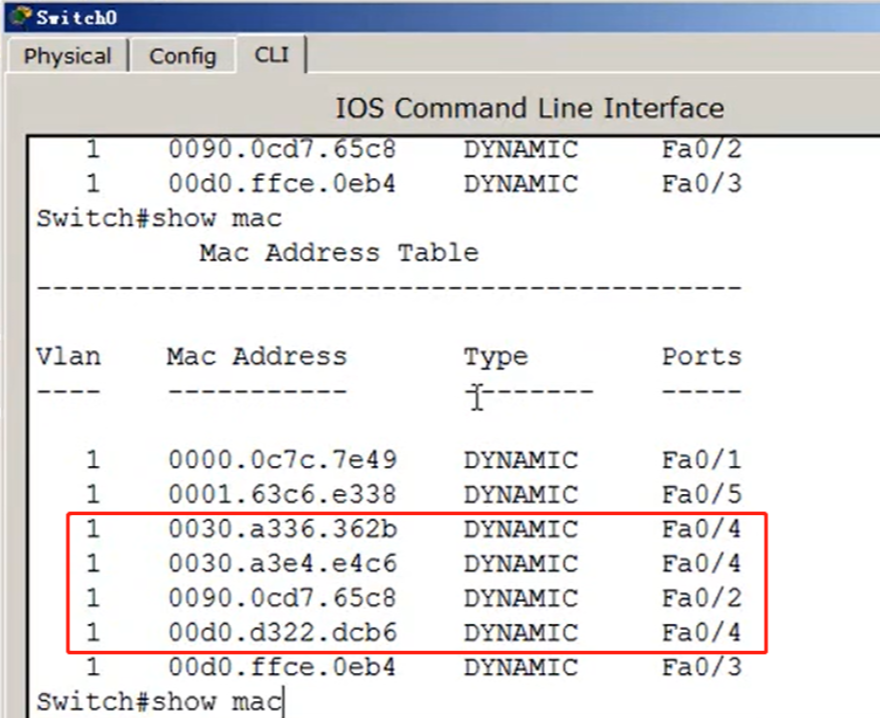 Switch0
Physical Config CLI
IOS Command Line Interface
1 0090.0cd7.65c8 DYNAMIC Fa0/2
1 00d0.ffce.0eb4 DYNAMIC Fa0/3
Switch#show mac
Mac Address Table
-------------------------------------------
Vlan Mac Address Type Ports
---- ----------- -------- -----
1 0000.0c7c.7e49 DYNAMIC Fa0/1
1 0001.63c6.e338 DYNAMIC Fa0/5
1 0030.a336.362b DYNAMIC Fa0/4
1 0030.a3e4.e4c6 DYNAMIC Fa0/4
1 0090.0cd7.65c8 DYNAMIC Fa0/2
1 00d0.d322.dcb6 DYNAMIC Fa0/4
1 00d0.ffce.0eb4 DYNAMIC Fa0/3
Switch#show mac